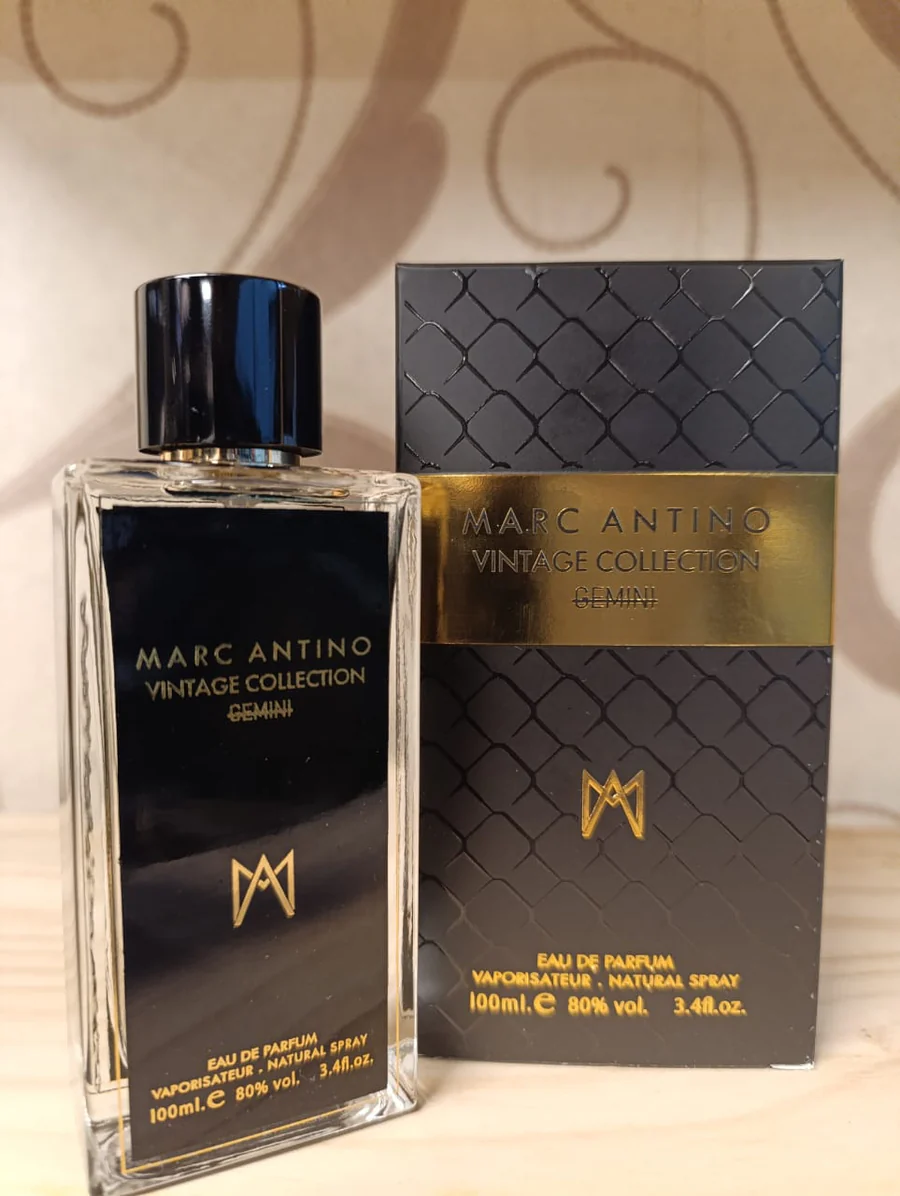 MARC ANTINO
VINTAGE COLLECTION
GEMINI
EAU DE PARFUM
VAPORISATEUR . NATURAL SPRAY
100ml.e 80% vol. 3.4fl.oz.
MARC ANTINO
VINTAGE COLLECTION
GEMINI
EAU DE PARFUM
VAPORISATEUR . NATURAL SPRAY
100ml.e 80% vol. 3.4fl.oz.